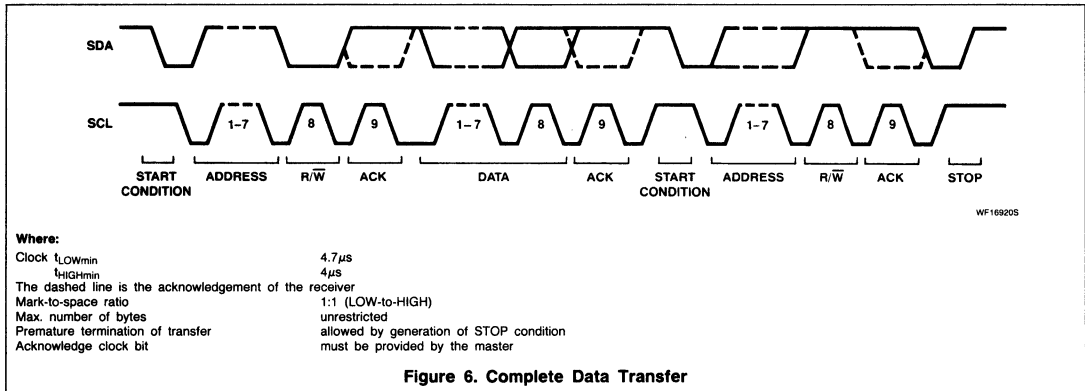 SDA
SCL
1–7 8 9 1–7 8 9 1–7 8 9
START CONDITION ADDRESS R/W̅ ACK DATA ACK START CONDITION ADDRESS R/W̅ ACK STOP
WF16920S
Where:
Clock tLOWmin 4.7μs
tHIGHmin 4μs
The dashed line is the acknowledgement of the receiver
Mark-to-space ratio 1:1 (LOW-to-HIGH)
Max. number of bytes unrestricted
Premature termination of transfer allowed by generation of STOP condition
Acknowledge clock bit must be provided by the master
Figure 6. Complete Data Transfer